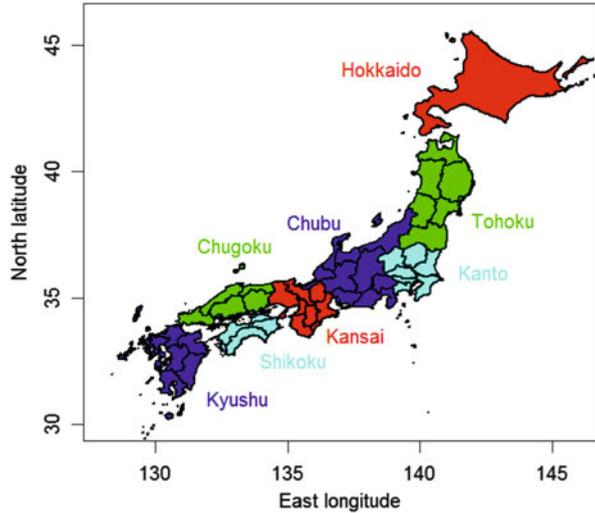 45
Hokkaido
40
North latitude
Chubu
Tohoku
Chugoku
Kanto
35
Kansai
Shikoku
Kyushu
30
130
135
140
145
East longitude